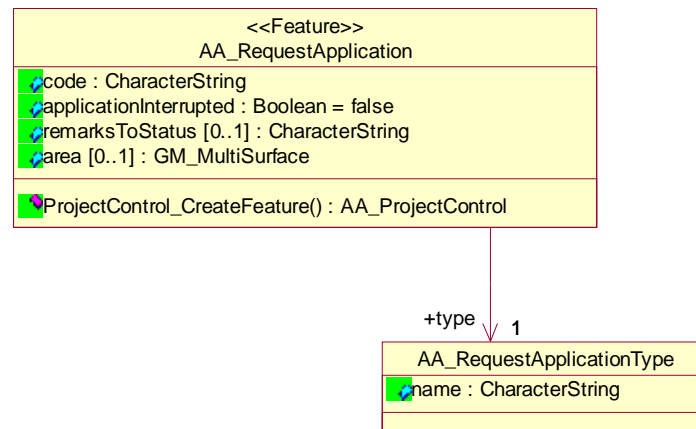 <<Feature>>
AA_RequestApplication
code : CharacterString
applicationInterrupted : Boolean = false
remarksToStatus [0..1] : CharacterString
area [0..1] : GM_MultiSurface
ProjectControl_CreateFeature() : AA_ProjectControl
+type 1
AA_RequestApplicationType
name : CharacterString